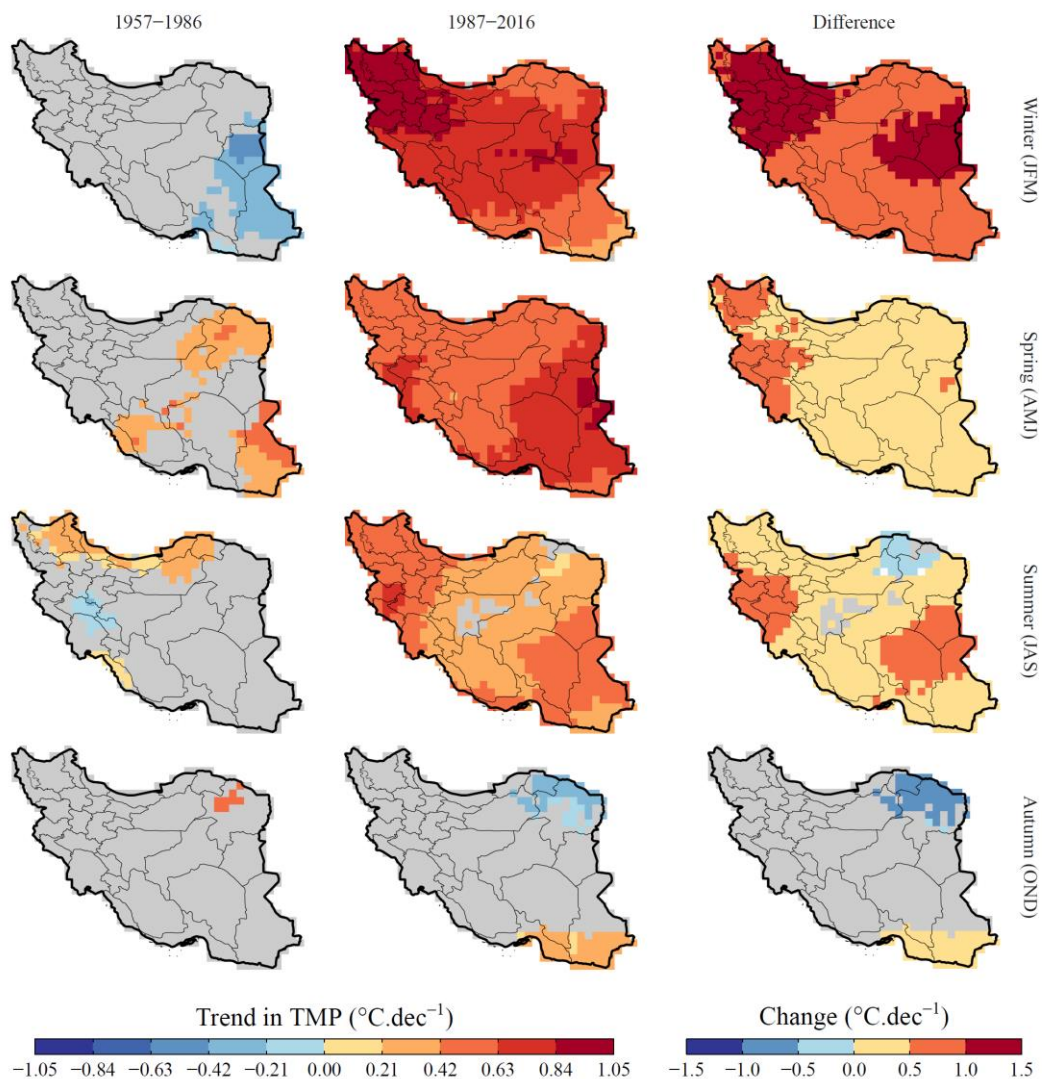 1957−1986 1987−2016 Difference
Winter (JFM)
Spring (AMJ)
Summer (JAS)
Autumn (OND)
Trend in TMP (°C.dec⁻¹) Change (°C.dec⁻¹)
−1.05 −0.84 −0.63 −0.42 −0.21 0.00 0.21 0.42 0.63 0.84 1.05 −1.5 −1.0 −0.5 0.0 0.5 1.0 1.5